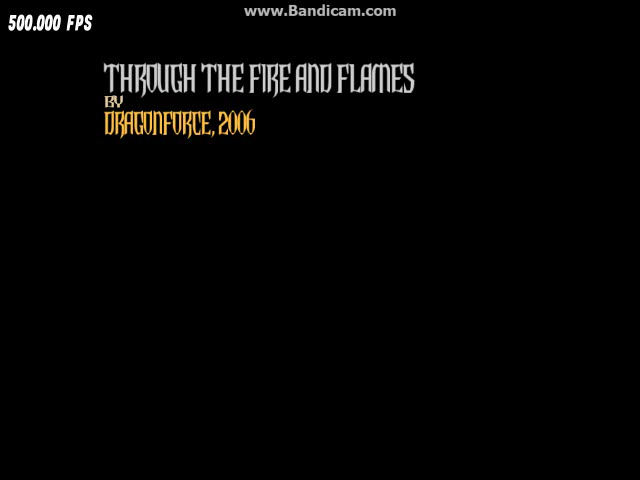 www.Bandicam.com
500.000 FPS
THROUGH THE FIRE AND FLAMES
BY
DRAGONFORCE, 2006